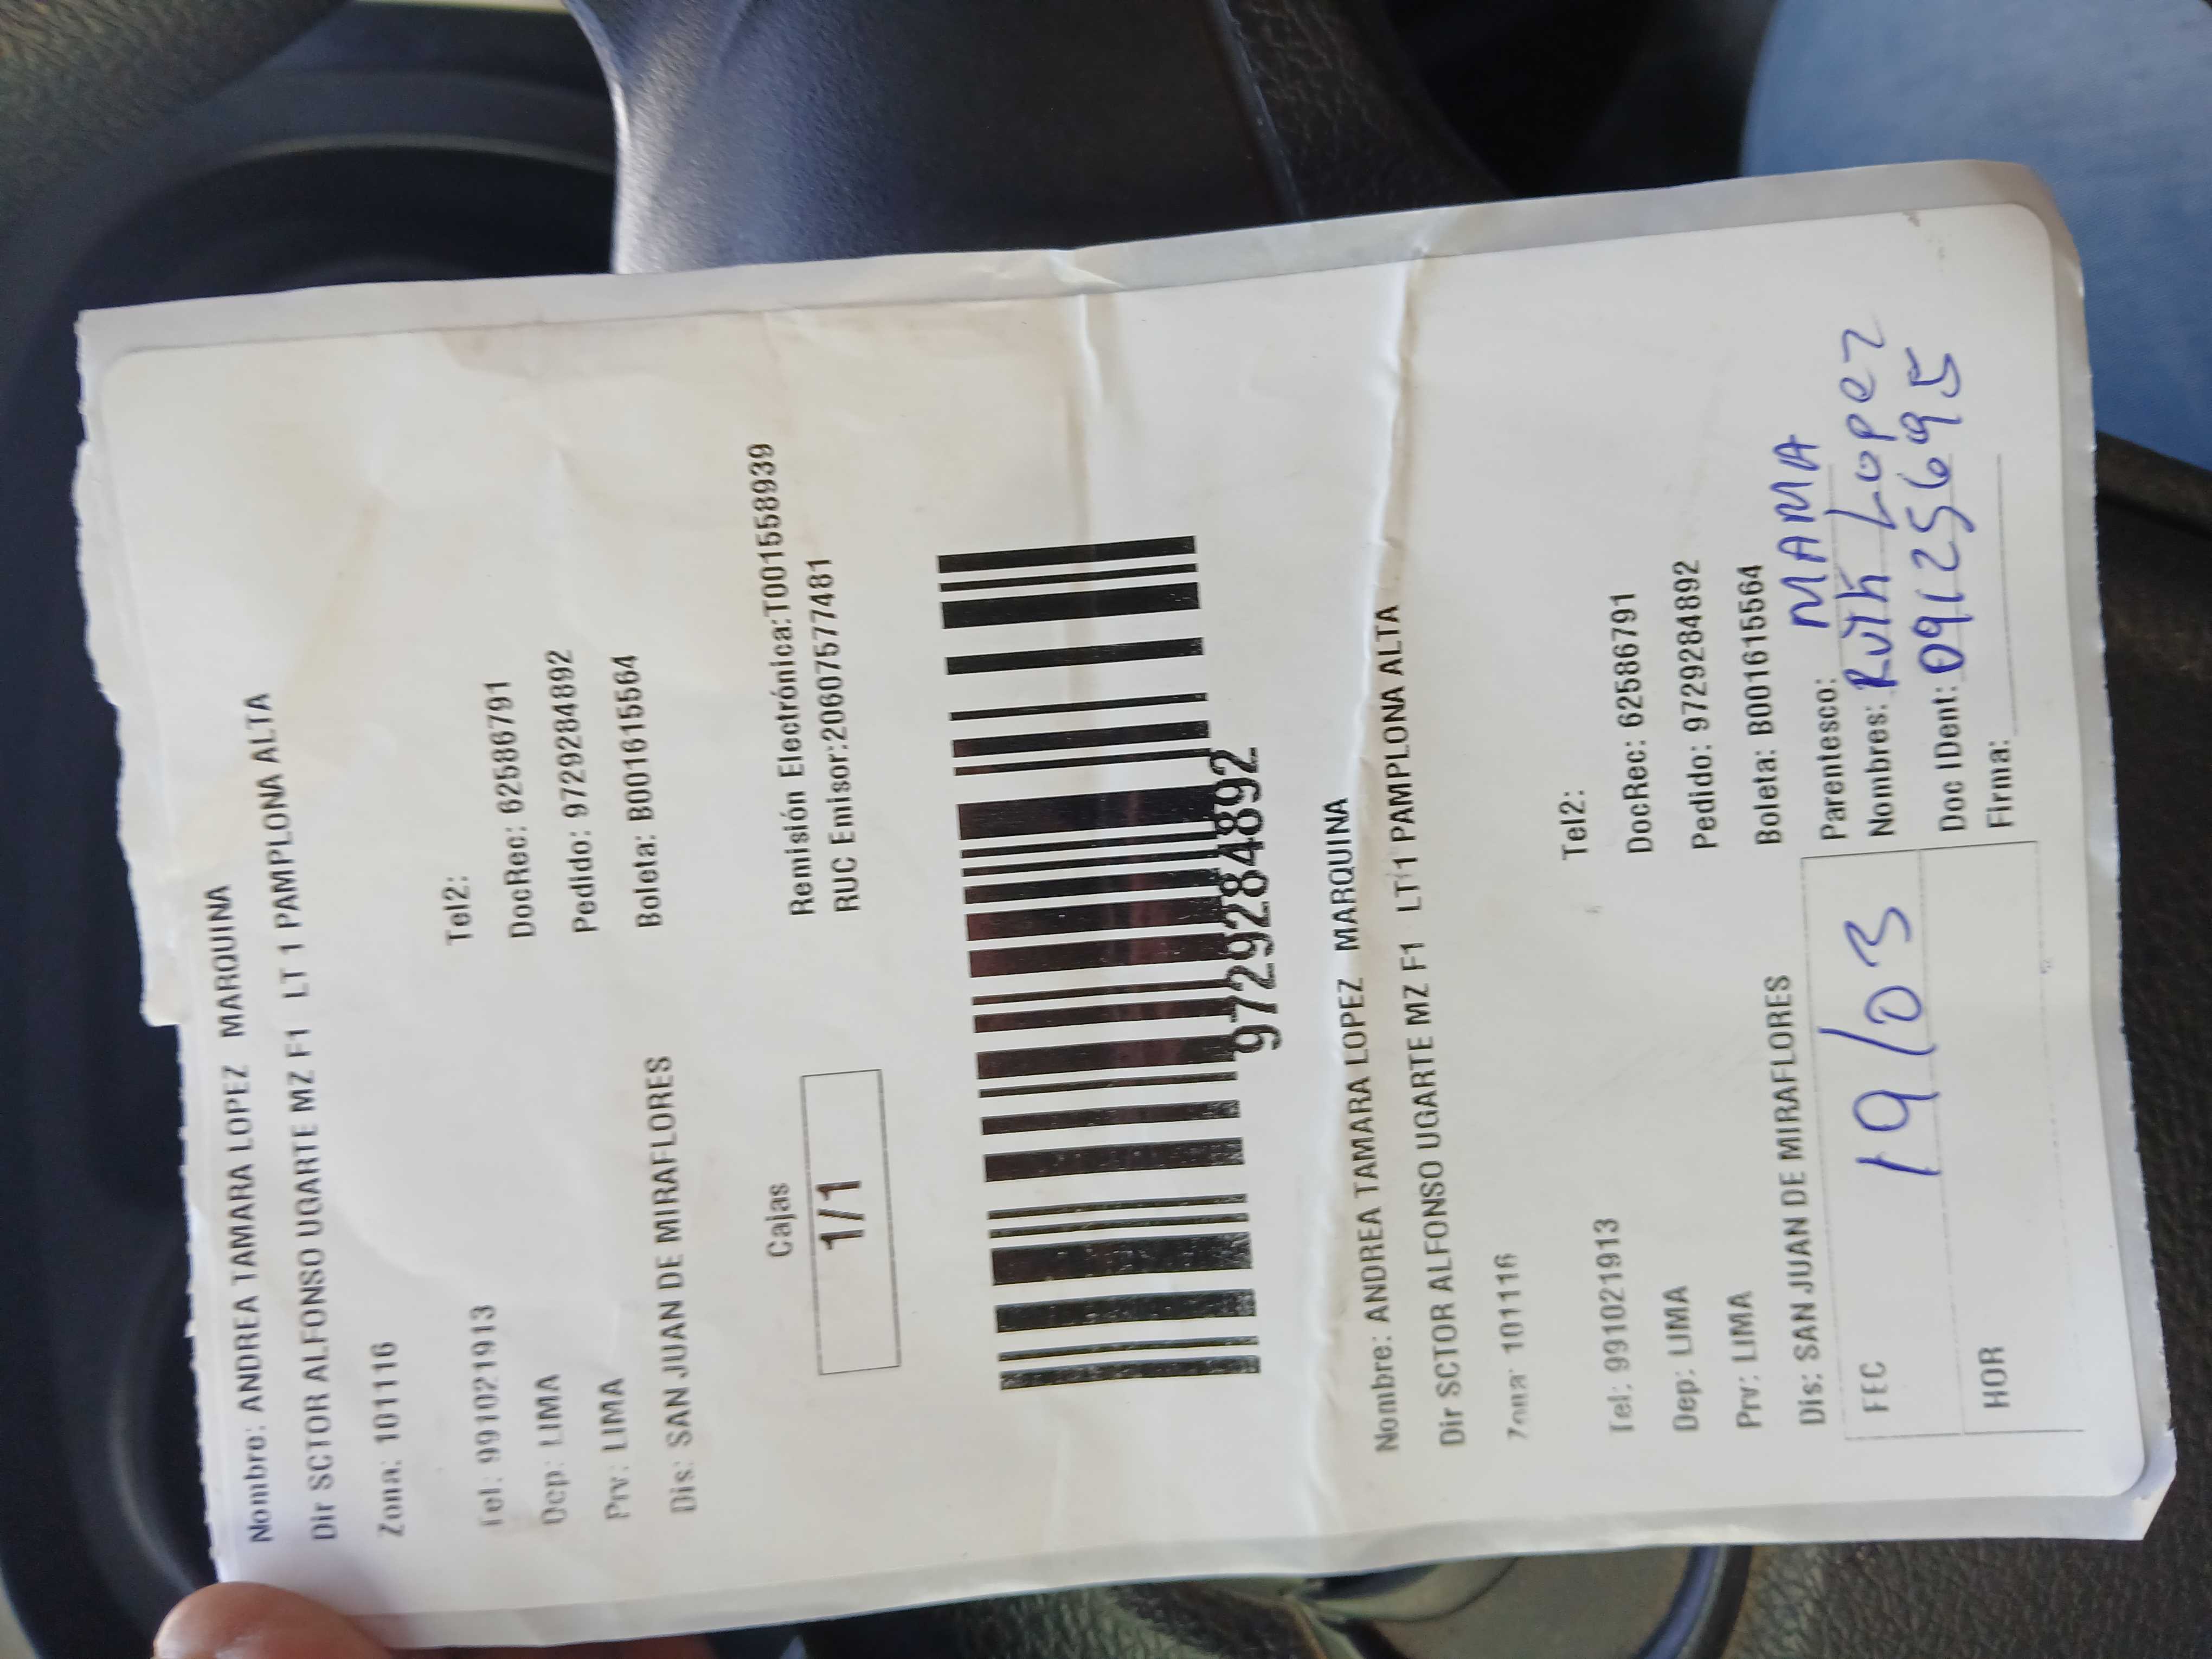 Nombre: ANDREA TAMARA LOPEZ MARQUINA
Dir SCTOR ALFONSO UGARTE MZ F1 LT 1 PAMPLONA ALTA
Zona: 101116
Tel: 991021913 Tel2:
Dep: LIMA DocRec: 62586791
Prv: LIMA Pedido: 9729284892
Dis: SAN JUAN DE MIRAFLORES Boleta: B001615564
Cajas Remisión Electrónica:T00158939
1/1 RUC Emisor:20607577481
9729284892
Nombre: ANDREA TAMARA LOPEZ MARQUINA
Dir SCTOR ALFONSO UGARTE MZ F1 LT 1 PAMPLONA ALTA
Zona: 101116
Tel: 991021913 Tel2:
Dep: LIMA DocRec: 62586791
Prv: LIMA Pedido: 9729284892
Dis: SAN JUAN DE MIRAFLORES Boleta: B001615564
FEC 19/03 Parentesco: MAMA
Nombres: Ruth Lopez
HOR Doc IDent: 09125695
Firma: